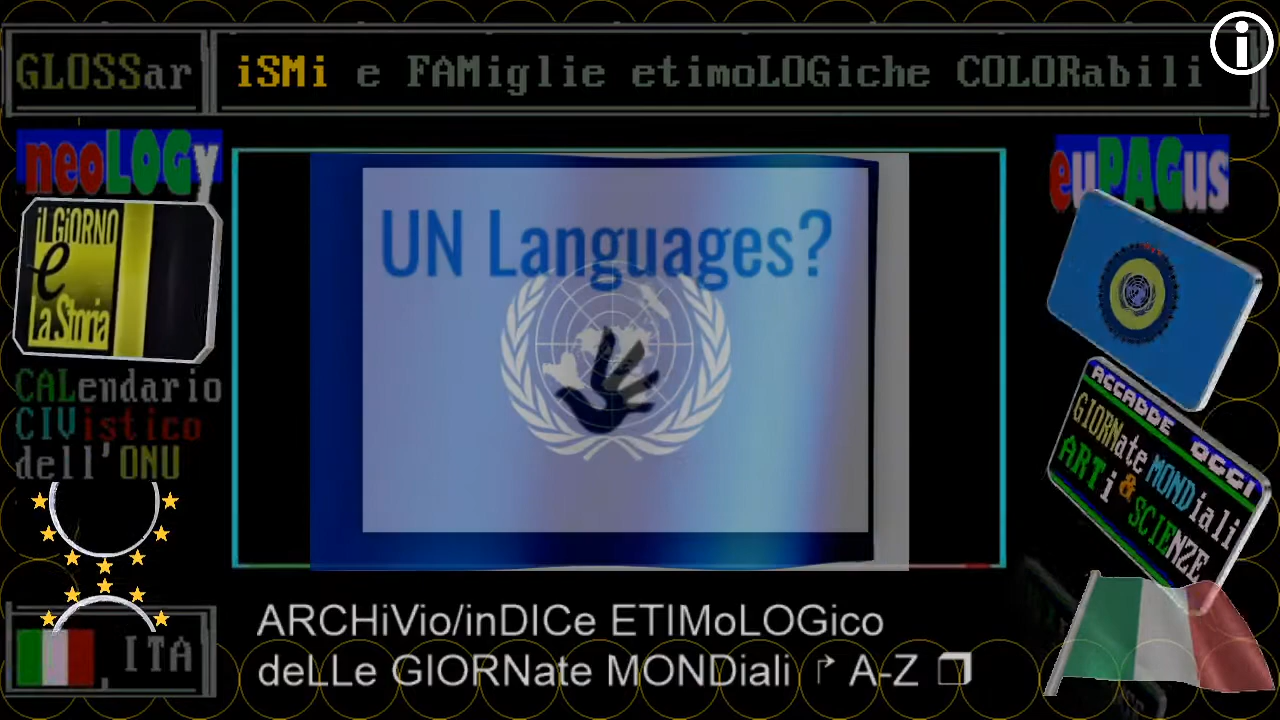 GLOSSar
iSMi e FAMiglie etimoLOGiche COLORabili
i
neoLOGy
iL GiORNO
e
La Storia
CALendario
CIVistico
dell'ONU
ITA
UN Languages?
euPAGus
ACCADDE OGGI
GIORNate MONDiali
ARTi & SCIENZE
ARCHiVio/inDICe ETIMoLOGico
deLLe GIORNate MONDiali ↱ A-Z ❒